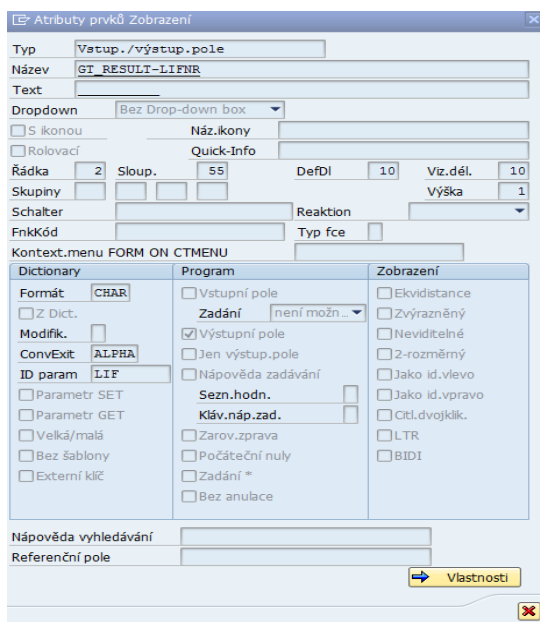 Atributy prvků Zobrazení
Typ Vstup./výstup.pole
Název GT_RESULT-LIFNR
Text
Dropdown Bez Drop-down box
S ikonou Náz.ikony
Rolovací Quick-Info
Řádka 2 Sloup. 55 DefDl 10 Viz.dél. 10
Skupiny Výška 1
Schalter Reaktion
FnkKód Typ fce
Kontext.menu FORM ON CTMENU
Dictionary Program Zobrazení
Formát CHAR Vstupní pole Ekvidistance
Z Dict. Zadání není možn... Zvýrazněný
Modifik. Výstupní pole Neviditelné
ConvExit ALPHA Jen výstup.pole 2-rozměrný
ID param LIF Nápověda zadávání Jako id.vlevo
Parametr SET Sezn.hodn. Jako id.vpravo
Parametr GET Kláv.náp.zad. Citl.dvojklik.
Velká/malá Zarov.zprava LTR
Bez šablony Počáteční nuly BIDI
Externí klíč Zadání *
Bez anulace
Nápověda vyhledávání
Referenční pole
Vlastnosti